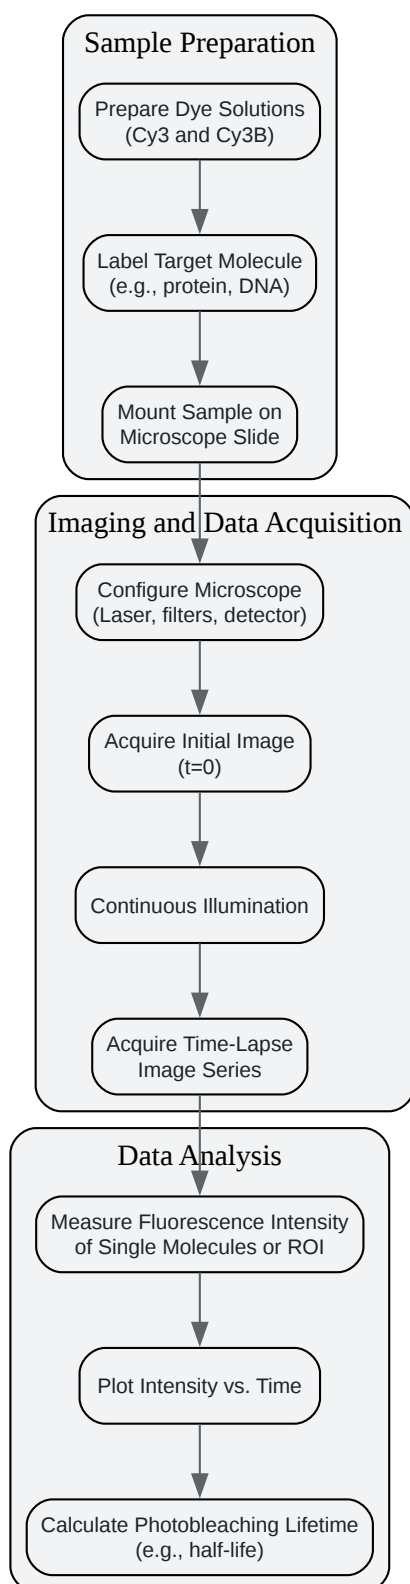 Sample Preparation
Prepare Dye Solutions
(Cy3 and Cy3B)
Label Target Molecule
(e.g., protein, DNA)
Mount Sample on
Microscope Slide
Imaging and Data Acquisition
Configure Microscope
(Laser, filters, detector)
Acquire Initial Image
(t=0)
Continuous Illumination
Acquire Time-Lapse
Image Series
Data Analysis
Measure Fluorescence Intensity
of Single Molecules or ROI
Plot Intensity vs. Time
Calculate Photobleaching Lifetime
(e.g., half-life)